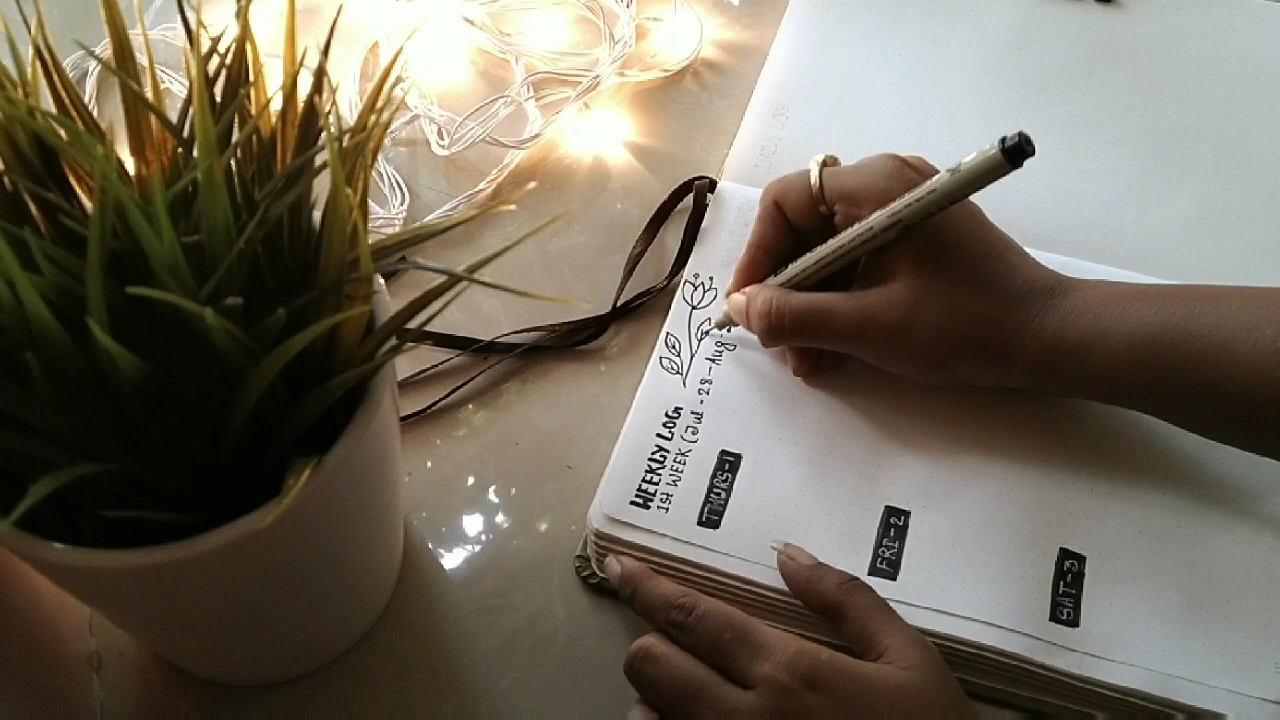 WEEKLY LOG
1st WEEK (Jul - 28 - Aug -
THURS-1
FRI-2
SAT-3